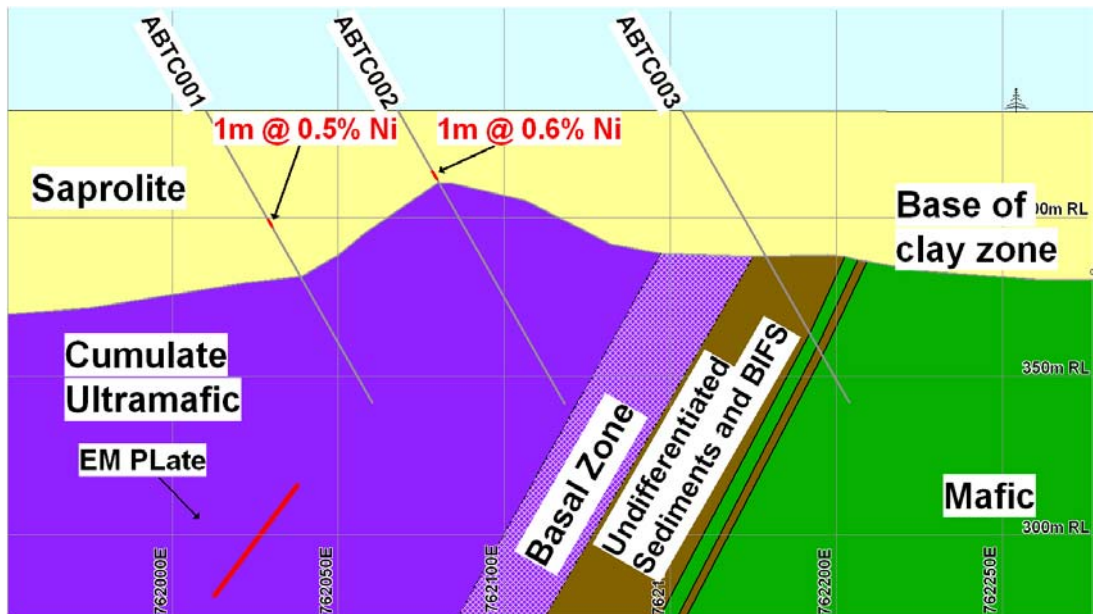 ABTC001
ABTC002
ABTC003
1m @ 0.5% Ni
1m @ 0.6% Ni
Saprolite
Base of
clay zone
00m RL
Cumulate
Ultramafic
350m RL
EM PLate
Basal Zone
Undifferentiated
Sediments and BIFS
Mafic
300m RL
762000E
762050E
762100E
7621
762200E
762250E